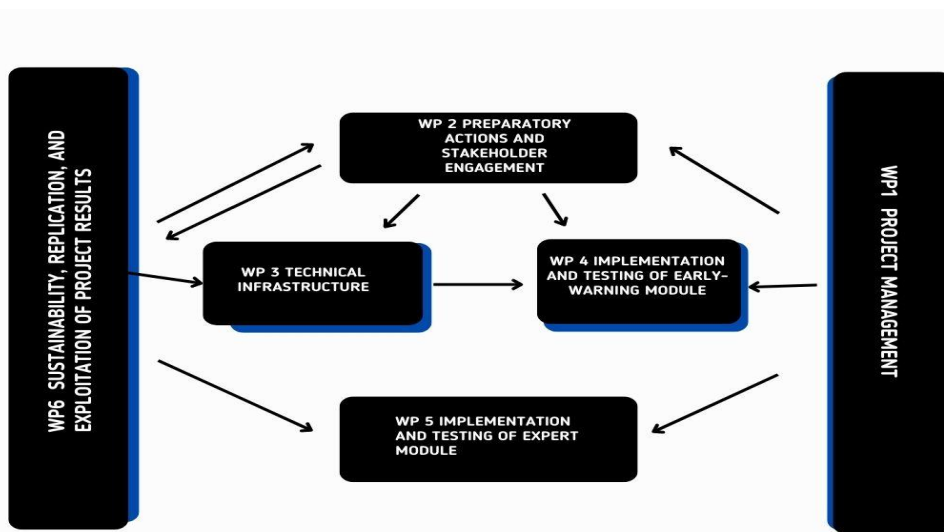 WP6 SUSTAINABILITY, REPLICATION, AND
EXPLOITATION OF PROJECT RESULTS
WP 2 PREPARATORY
ACTIONS AND
STAKEHOLDER
ENGAGEMENT
WP 3 TECHNICAL
INFRASTRUCTURE
WP 4 IMPLEMENTATION
AND TESTING OF EARLY-
WARNING MODULE
WP 5 IMPLEMENTATION
AND TESTING OF EXPERT
MODULE
WP1 PROJECT MANAGEMENT